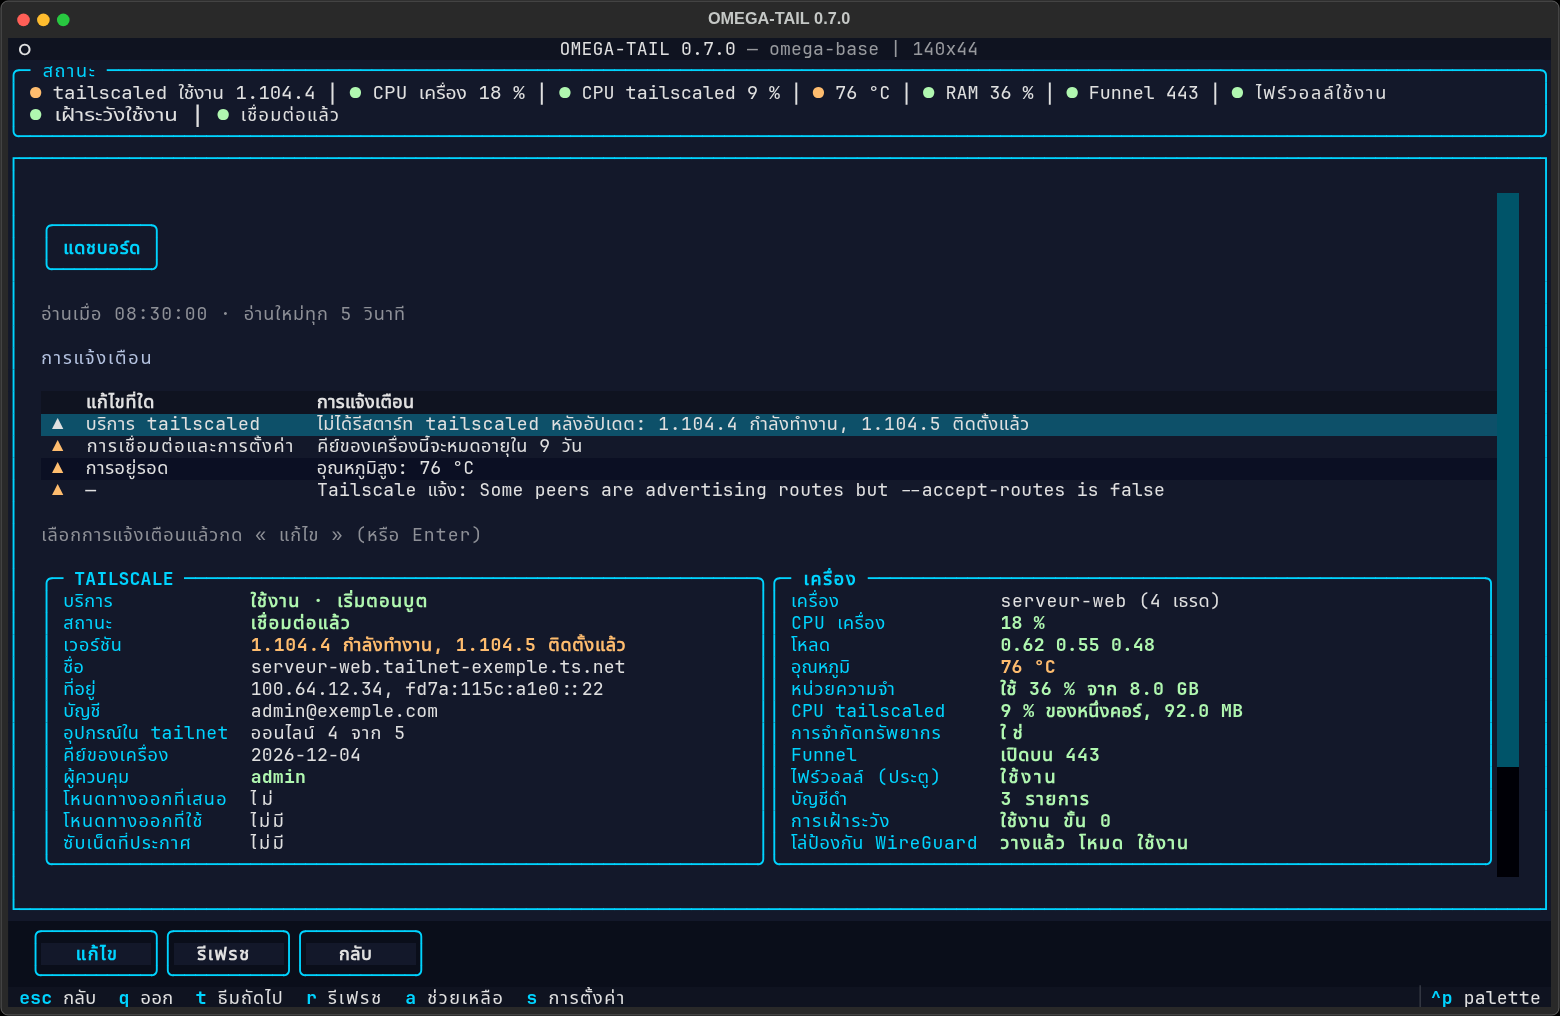 OMEGA-TAIL 0.7.0
OMEGA-TAIL 0.7.0 — omega-base | 140x44
สถานะ
● tailscaled ใช้งาน 1.104.4 │ ● CPU เครื่อง 18 % │ ● CPU tailscaled 9 % │ ● 76 °C │ ● RAM 36 % │ ● Funnel 443 │ ● ไฟร์วอลล์ใช้งาน
● เฝ้าระวังใช้งาน │ ● เชื่อมต่อแล้ว
แดชบอร์ด
อ่านเมื่อ 08:30:00 · อ่านใหม่ทุก 5 วินาที
การแจ้งเตือน
แก้ไขที่ใด การแจ้งเตือน
▲ บริการ tailscaled ไม่ได้รีสตาร์ท tailscaled หลังอัปเดต: 1.104.4 กำลังทำงาน, 1.104.5 ติดตั้งแล้ว
▲ การเชื่อมต่อและการตั้งค่า คีย์ของเครื่องนี้จะหมดอายุใน 9 วัน
▲ การอยู่รอด อุณหภูมิสูง: 76 °C
▲ — Tailscale แจ้ง: Some peers are advertising routes but --accept-routes is false
เลือกการแจ้งเตือนแล้วกด « แก้ไข » (หรือ Enter)
TAILSCALE
บริการ ใช้งาน · เริ่มตอนบูต
สถานะ เชื่อมต่อแล้ว
เวอร์ชัน 1.104.4 กำลังทำงาน, 1.104.5 ติดตั้งแล้ว
ชื่อ serveur-web.tailnet-exemple.ts.net
ที่อยู่ 100.64.12.34, fd7a:115c:a1e0::22
บัญชี admin@exemple.com
อุปกรณ์ใน tailnet ออนไลน์ 4 จาก 5
คีย์ของเครื่อง 2026-12-04
ผู้ควบคุม admin
โหนดทางออกที่เสนอ ไม่
โหนดทางออกที่ใช้ ไม่มี
ซับเน็ตที่ประกาศ ไม่มี
เครื่อง
เครื่อง serveur-web (4 เธรด)
CPU เครื่อง 18 %
โหลด 0.62 0.55 0.48
อุณหภูมิ 76 °C
หน่วยความจำ ใช้ 36 % จาก 8.0 GB
CPU tailscaled 9 % ของหนึ่งคอร์, 92.0 MB
การจำกัดทรัพยากร ใช่
Funnel เปิดบน 443
ไฟร์วอลล์ (ประตู) ใช้งาน
บัญชีดำ 3 รายการ
การเฝ้าระวัง ใช้งาน ขั้น 0
โล่ป้องกัน WireGuard วางแล้ว โหมด ใช้งาน
แก้ไข รีเฟรช กลับ
esc กลับ q ออก t ธีมถัดไป r รีเฟรช a ช่วยเหลือ s การตั้งค่า ^p palette